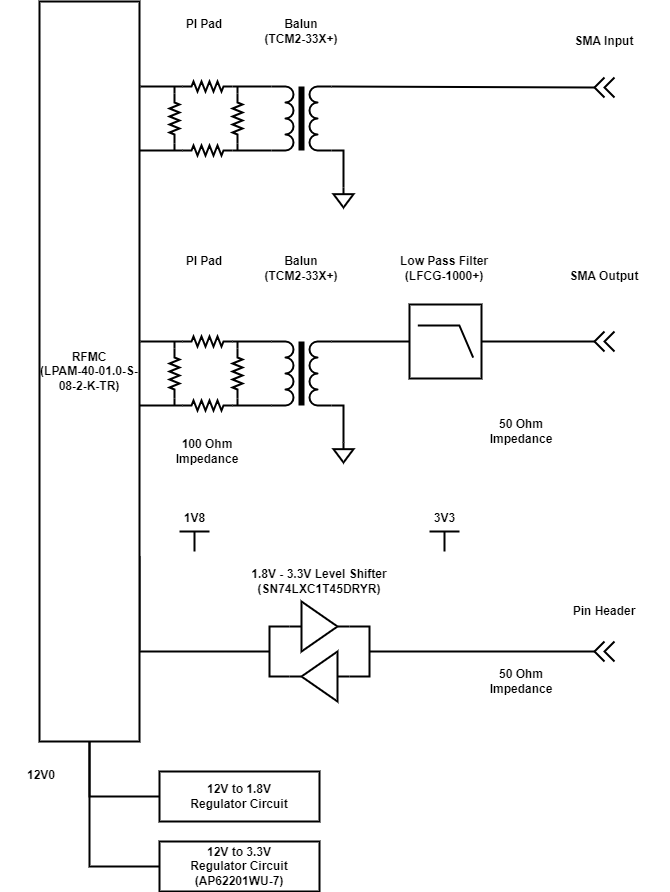 PI Pad
Balun
(TCM2-33X+)
SMA Input
PI Pad
Balun
(TCM2-33X+)
Low Pass Filter
(LFCG-1000+)
SMA Output
RFMC
(LPAM-40-01.0-S-
08-2-K-TR)
100 Ohm
Impedance
50 Ohm
Impedance
1V8
3V3
1.8V - 3.3V Level Shifter
(SN74LXC1T45DRYR)
Pin Header
50 Ohm
Impedance
12V0
12V to 1.8V
Regulator Circuit
12V to 3.3V
Regulator Circuit
(AP62201WU-7)